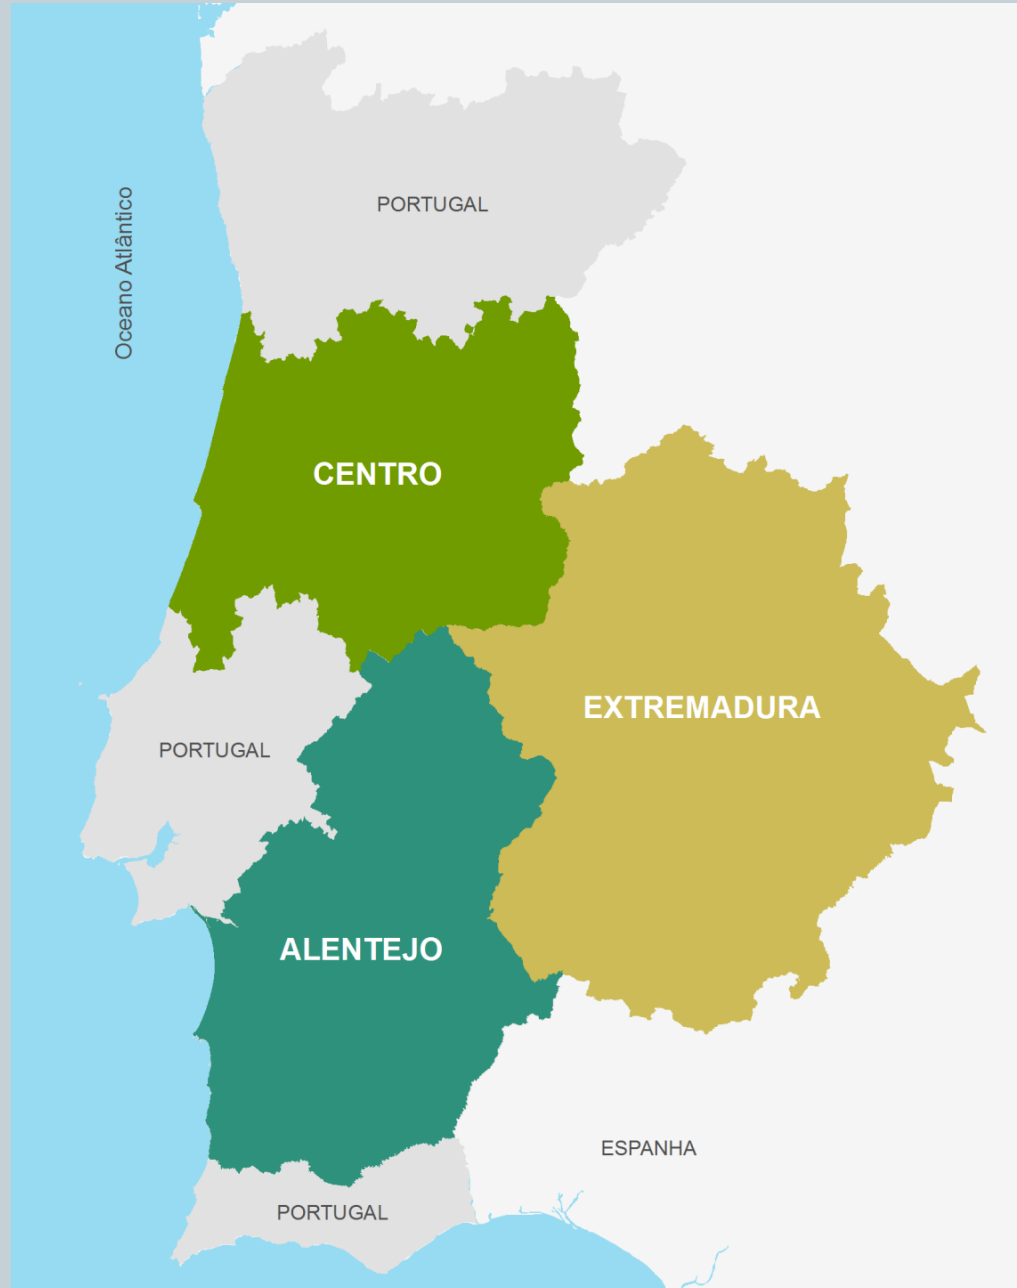 PORTUGAL
Oceano Atlântico
CENTRO
EXTREMADURA
PORTUGAL
ALENTEJO
ESPANHA
PORTUGAL